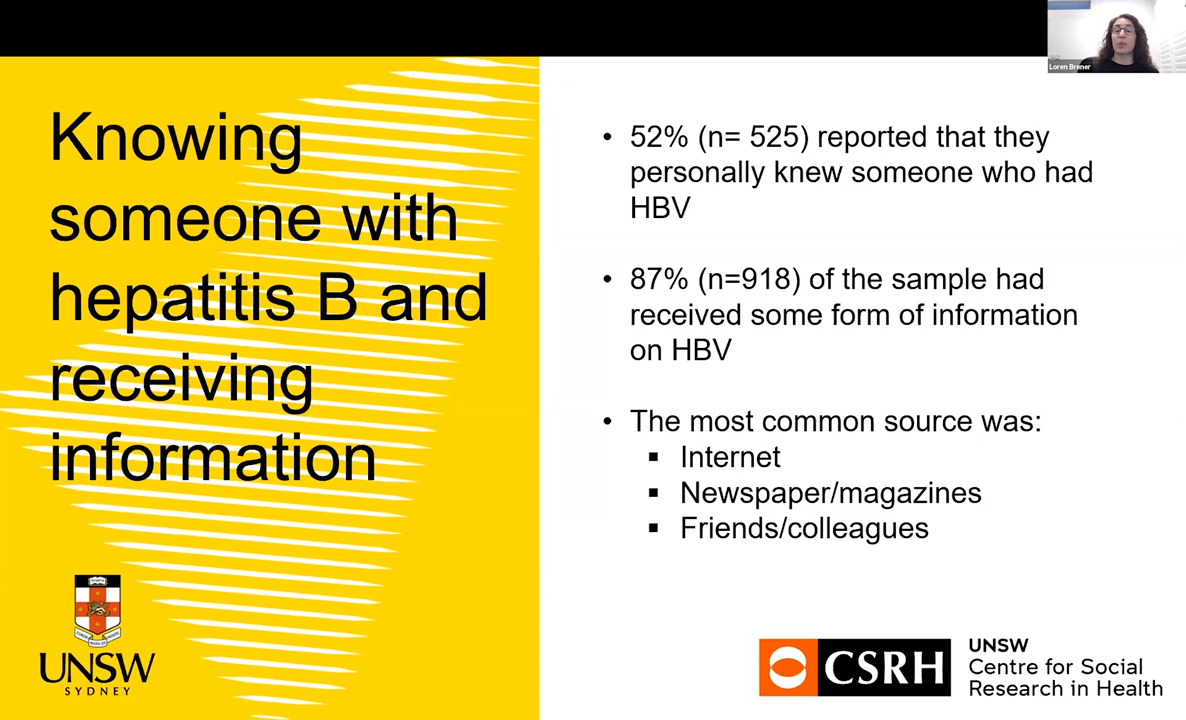 Loren Brener
Knowing
someone with
hepatitis B and
receiving
information
• 52% (n= 525) reported that they
personally knew someone who had
HBV
• 87% (n=918) of the sample had
received some form of information
on HBV
• The most common source was:
▪ Internet
▪ Newspaper/magazines
▪ Friends/colleagues
UNSW
SYDNEY
CSRH
UNSW
Centre for Social
Research in Health